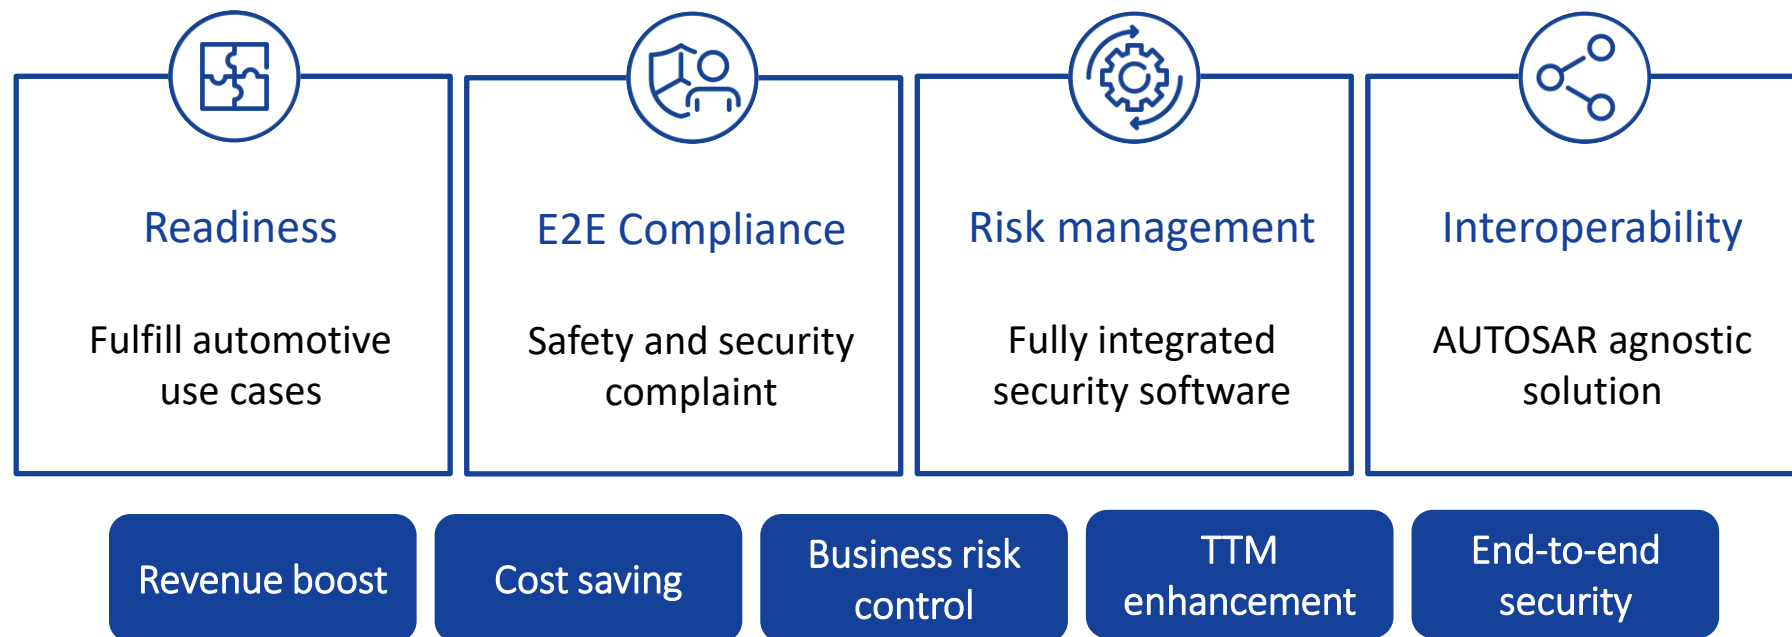 Readiness
Fulfill automotive
use cases
E2E Compliance
Safety and security
complaint
Risk management
Fully integrated
security software
Interoperability
AUTOSAR agnostic
solution
Revenue boost
Cost saving
Business risk
control
TTM
enhancement
End-to-end
security